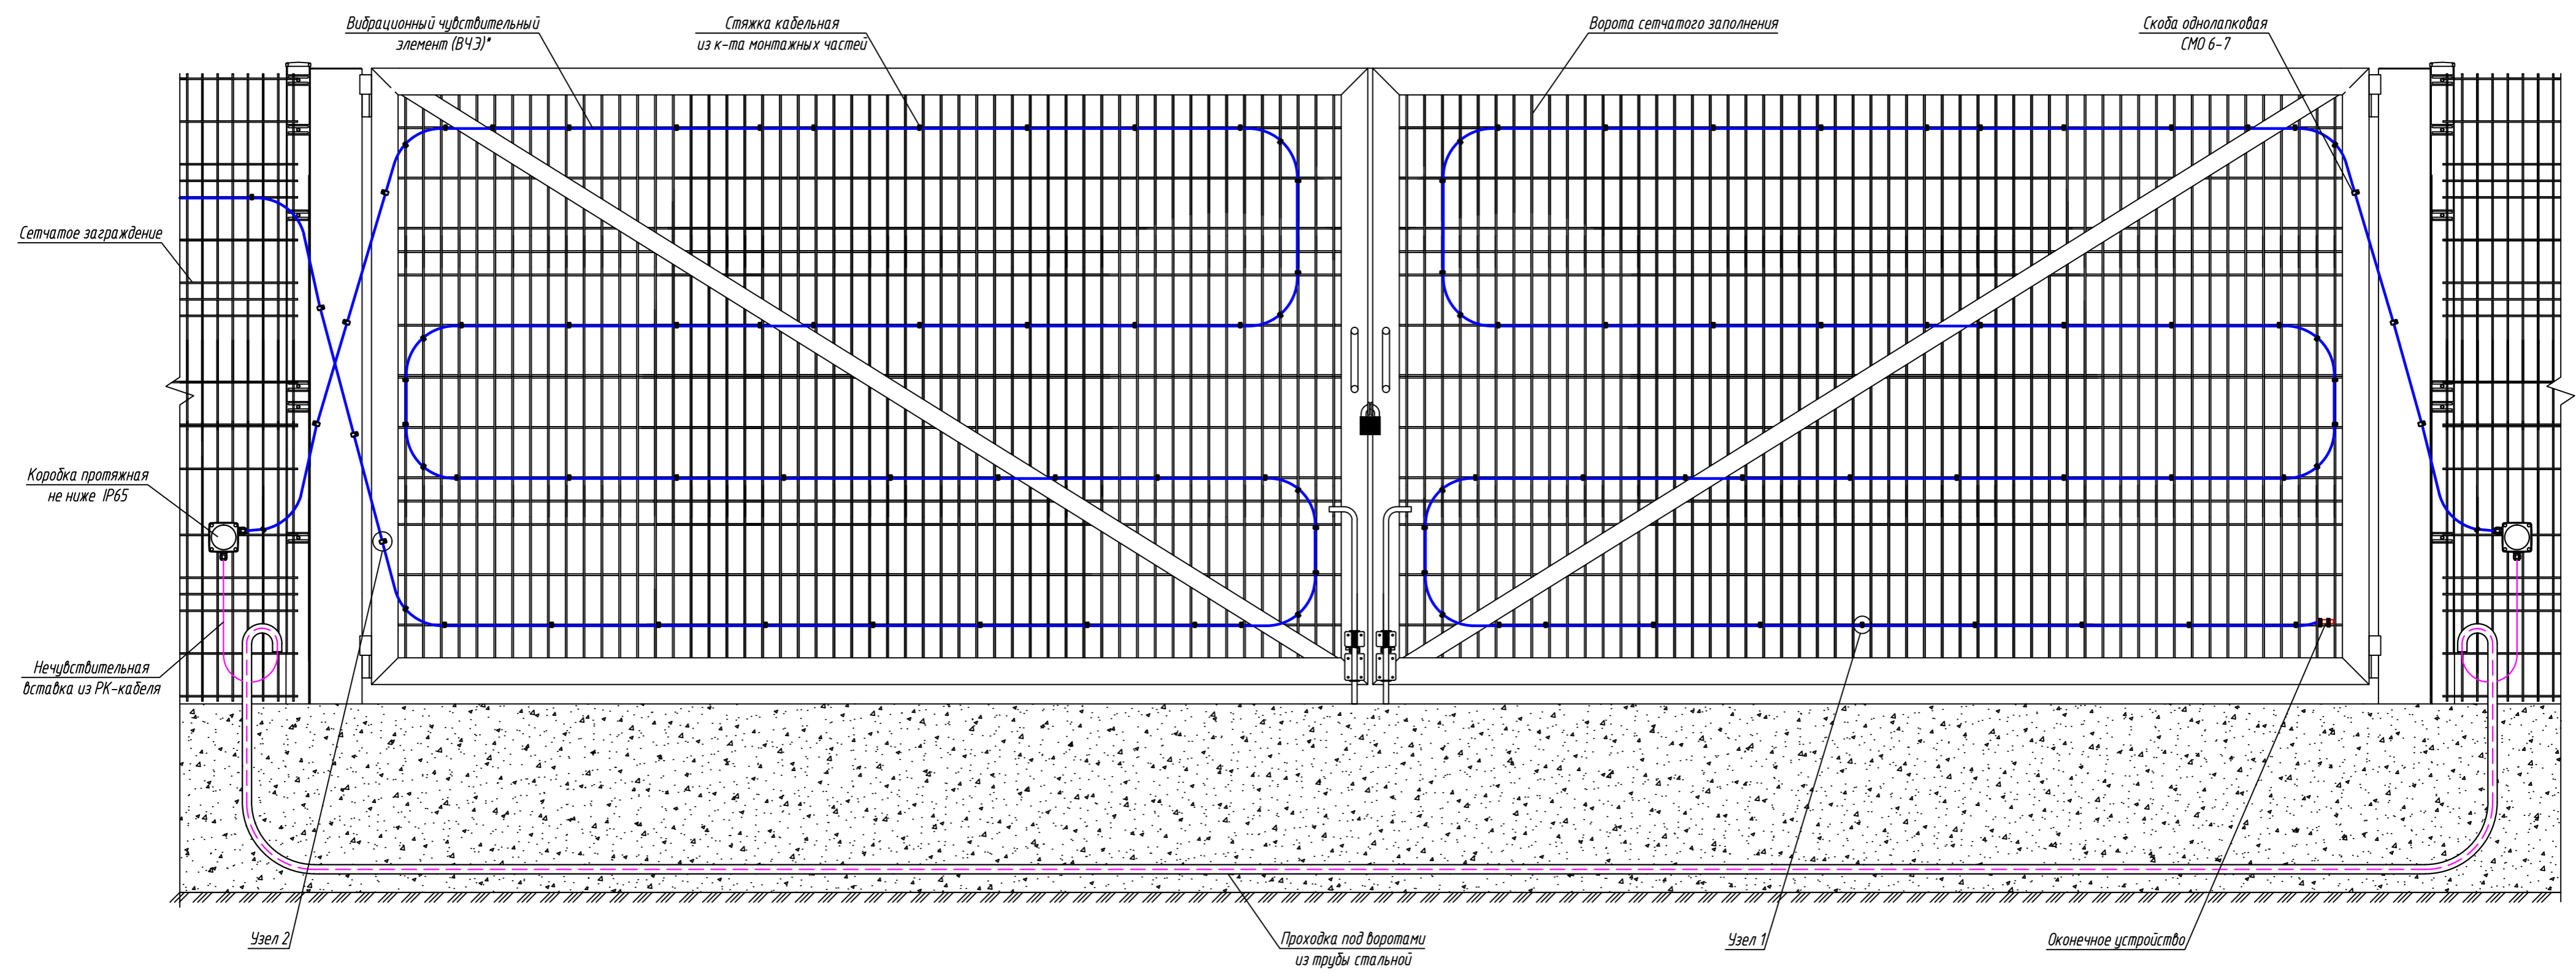 Вибрационный чувствительный
элемент (ВЧЭ)*
Стяжка кабельная
из к-та монтажных частей
Ворота сетчатого заполнения
Скоба однолапковая
СМО 6-7
Сетчатое заграждение
Коробка протяжная
не ниже IP65
Нечувствительная
вставка из РК-кабеля
Узел 2
Проходка под воротами
из трубы стальной
Узел 1
Оконечное устройство